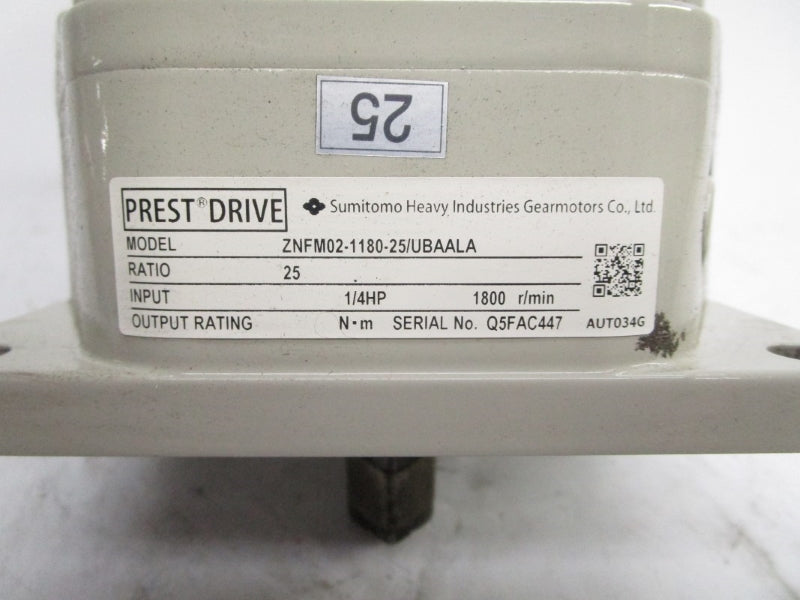 25
PREST® DRIVE Sumitomo Heavy Industries Gearmotors Co., Ltd.
MODEL ZNFM02-1180-25/UBAALA
RATIO 25
INPUT 1/4HP 1800 r/min
OUTPUT RATING N·m SERIAL No. Q5FAC447 AUT034G